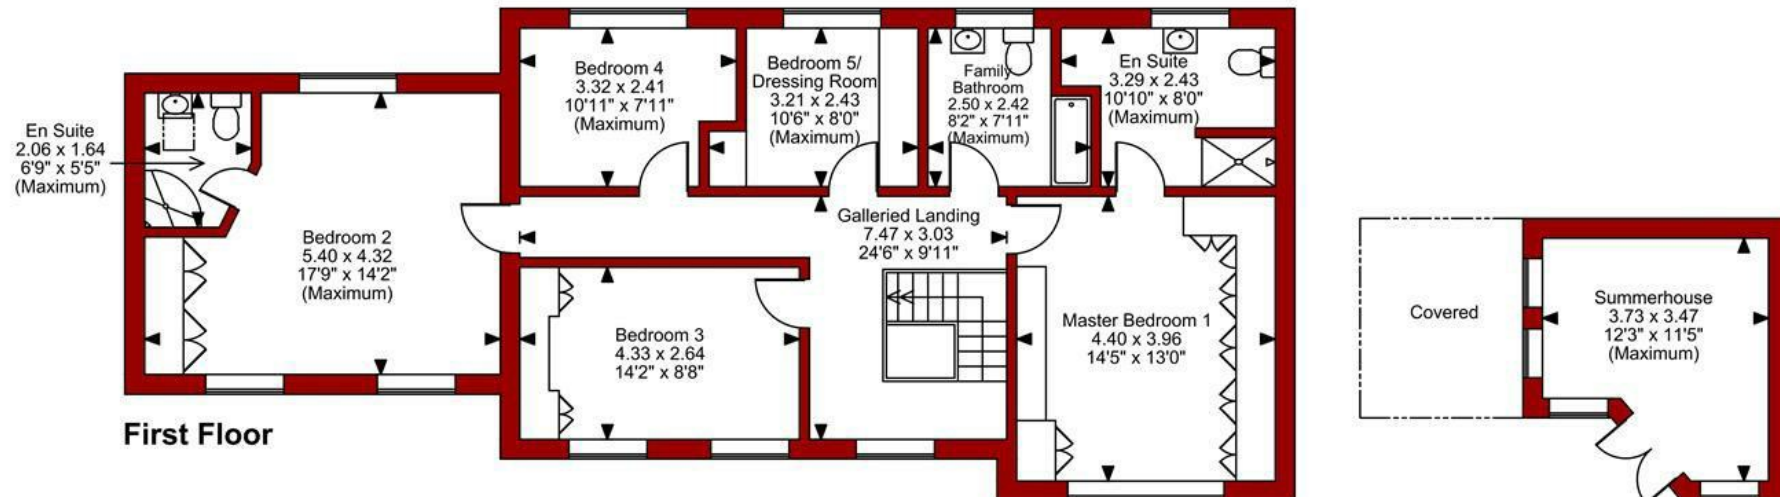 En Suite
2.06 x 1.64
6'9" x 5'5"
(Maximum)
Bedroom 2
5.40 x 4.32
17'9" x 14'2"
(Maximum)
Bedroom 4
3.32 x 2.41
10'11" x 7'11"
(Maximum)
Bedroom 5/
Dressing Room
3.21 x 2.43
10'6" x 8'0"
(Maximum)
Family
Bathroom
2.50 x 2.42
8'2" x 7'11"
(Maximum)
En Suite
3.29 x 2.43
10'10" x 8'0"
(Maximum)
Galleried Landing
7.47 x 3.03
24'6" x 9'11"
Bedroom 3
4.33 x 2.64
14'2" x 8'8"
Master Bedroom 1
4.40 x 3.96
14'5" x 13'0"
Covered
Summerhouse
3.73 x 3.47
12'3" x 11'5"
(Maximum)
First Floor